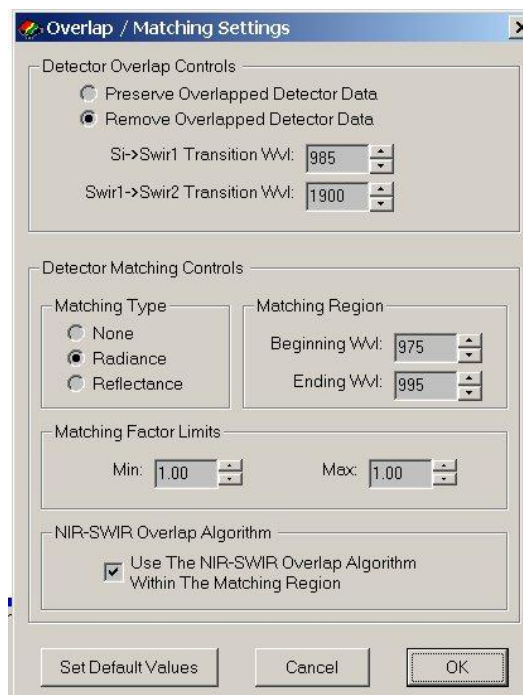 Overlap / Matching Settings
Detector Overlap Controls
Preserve Overlapped Detector Data
Remove Overlapped Detector Data
Si->Swir1 Transition Wvl: 985
Swir1->Swir2 Transition Wvl: 1900
Detector Matching Controls
Matching Type
None
Radiance
Reflectance
Matching Region
Beginning Wvl: 975
Ending Wvl: 995
Matching Factor Limits
Min: 1.00 Max: 1.00
NIR-SWIR Overlap Algorithm
Use The NIR-SWIR Overlap Algorithm
Within The Matching Region
Set Default Values Cancel OK